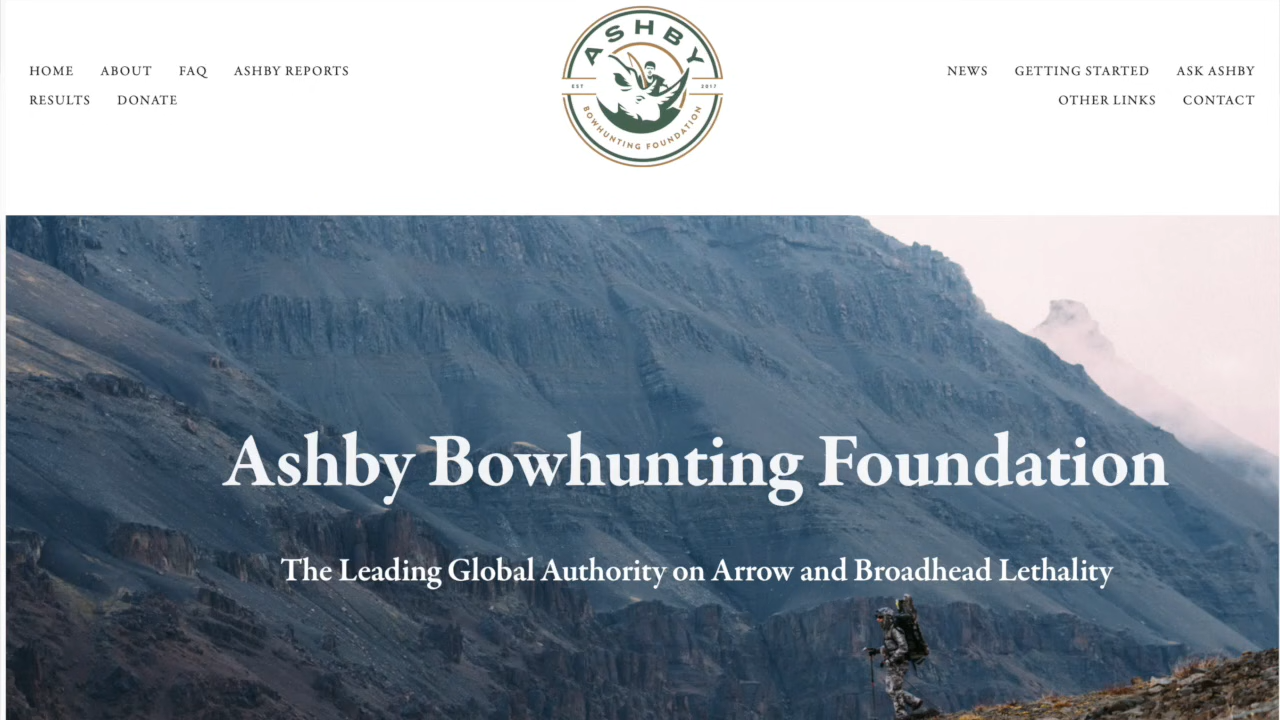 HOME ABOUT FAQ ASHBY REPORTS
RESULTS DONATE
ASHBY
EST 2017
BOWHUNTING FOUNDATION
NEWS GETTING STARTED ASK ASHBY
OTHER LINKS CONTACT
Ashby Bowhunting Foundation
The Leading Global Authority on Arrow and Broadhead Lethality